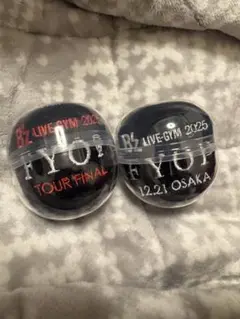 B'z LIVE-GYM 2025
FYOP
TOUR FINAL
B'z LIVE-GYM 2025
FYOP
12.21 OSAKA